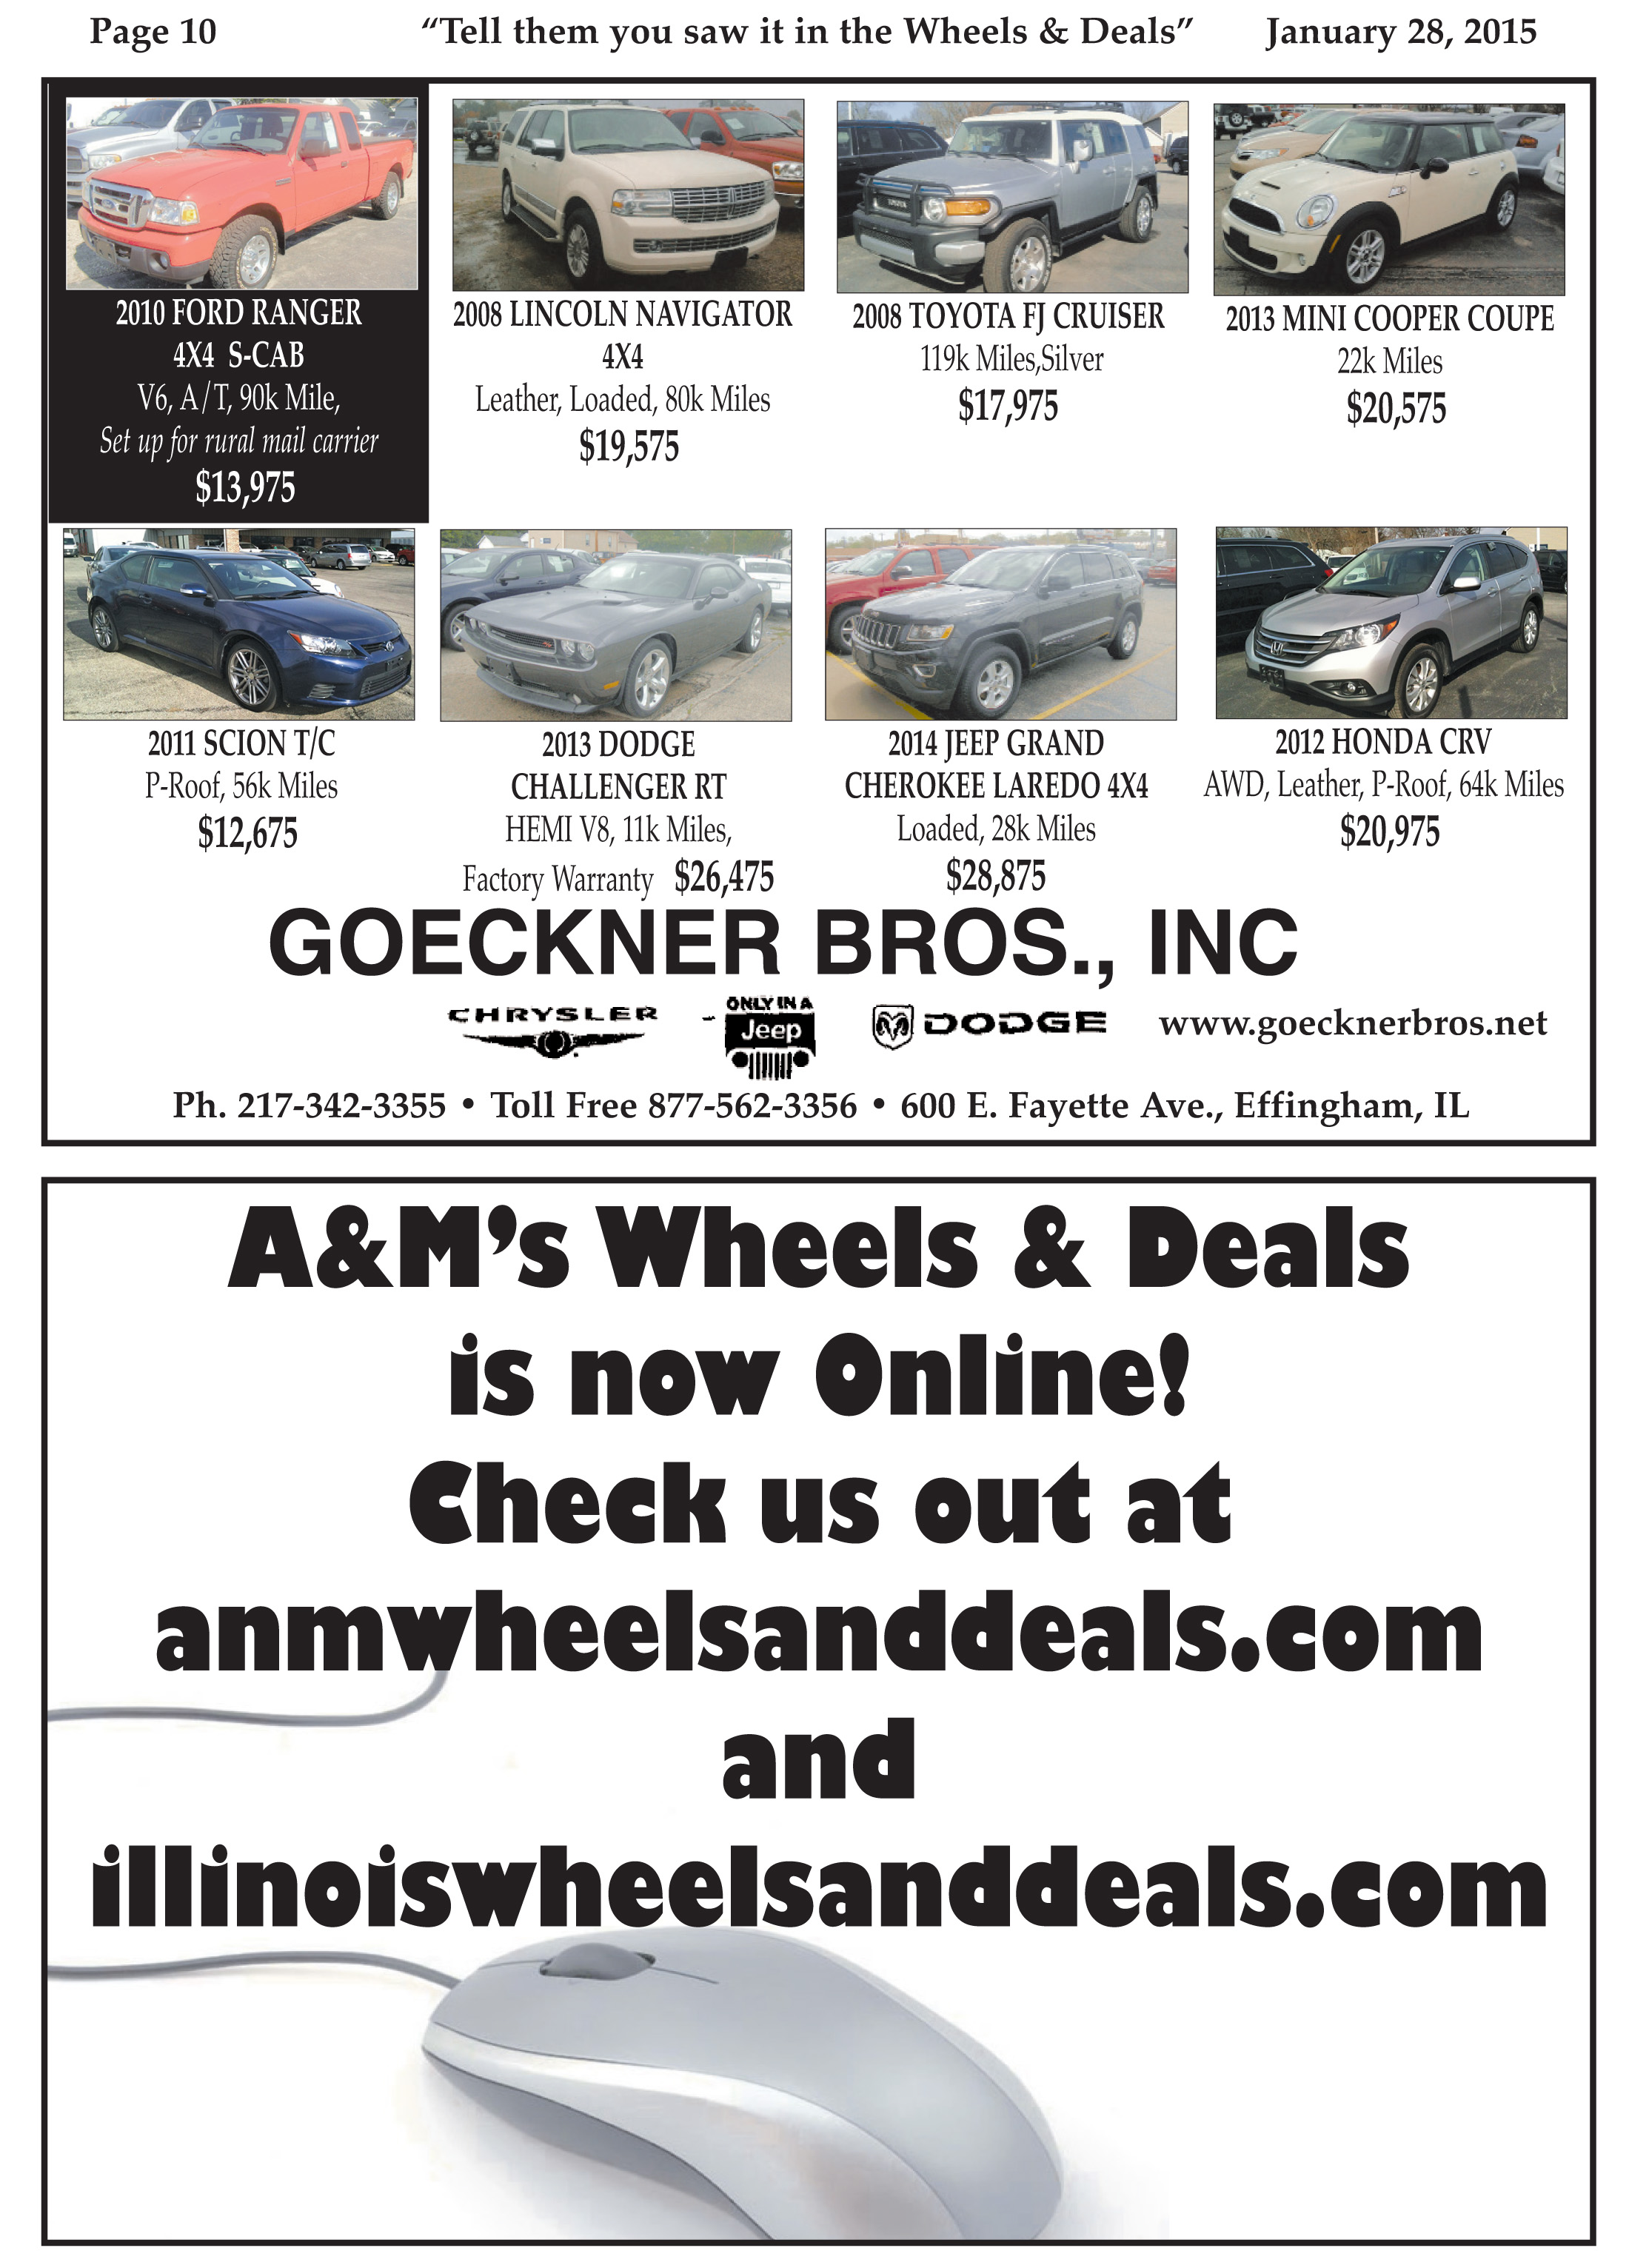 Page 10
“Tell them you saw it in the Wheels & Deals”
January 28, 2015
2010 FORD RANGER
4X4 S-CAB
V6, A/T, 90k Mile,
Set up for rural mail carrier
$13,975
2008 LINCOLN NAVIGATOR
4X4
Leather, Loaded, 80k Miles
$19,575
2008 TOYOTA FJ CRUISER
119k Miles,Silver
$17,975
2013 MINI COOPER COUPE
22k Miles
$20,575
2011 SCION T/C
P-Roof, 56k Miles
$12,675
2013 DODGE
CHALLENGER RT
HEMI V8, 11k Miles,
Factory Warranty $26,475
2014 JEEP GRAND
CHEROKEE LAREDO 4X4
Loaded, 28k Miles
$28,875
2012 HONDA CRV
AWD, Leather, P-Roof, 64k Miles
$20,975
GOECKNER BROS., INC
CHRYSLER
ONLY IN A
Jeep
DODGE
www.goecknerbros.net
Ph. 217-342-3355 • Toll Free 877-562-3356 • 600 E. Fayette Ave., Effingham, IL
A&M’s Wheels & Deals
is now Online!
Check us out at
anmwheelsanddeals.com
and
illinoiswheelsanddeals.com